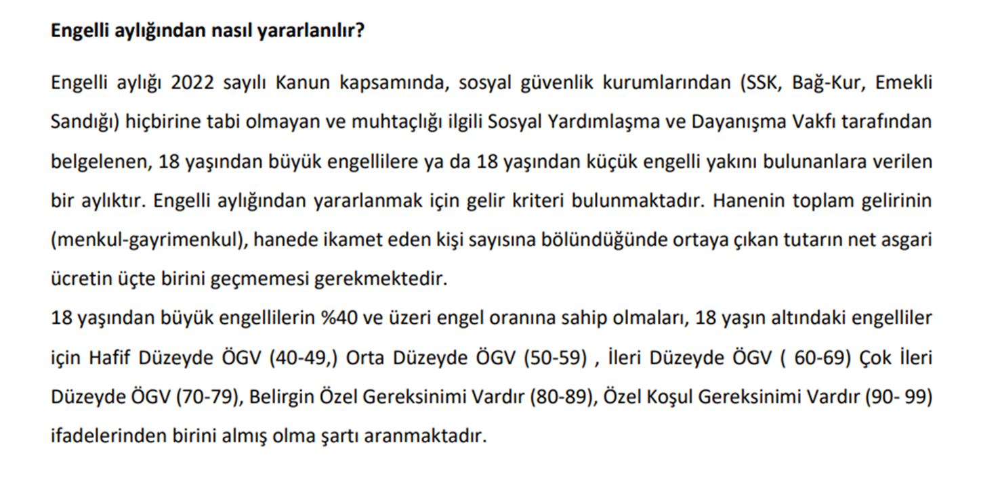 Engelli aylığından nasıl yararlanılır?
Engelli aylığı 2022 sayılı Kanun kapsamında, sosyal güvenlik kurumlarından (SSK, Bağ-Kur, Emekli
Sandığı) hiçbirine tabi olmayan ve muhtaçlığı ilgili Sosyal Yardımlaşma ve Dayanışma Vakfı tarafından
belgelenen, 18 yaşından büyük engellilere ya da 18 yaşından küçük engelli yakını bulunanlara verilen
bir aylıktır. Engelli aylığından yararlanmak için gelir kriteri bulunmaktadır. Hanenin toplam gelirinin
(menkul-gayrimenkul), hanede ikamet eden kişi sayısına bölündüğünde ortaya çıkan tutarın net asgari
ücretin üçte birini geçmemesi gerekmektedir.
18 yaşından büyük engellilerin %40 ve üzeri engel oranına sahip olmaları, 18 yaşın altındaki engelliler
için Hafif Düzeyde ÖGV (40-49,) Orta Düzeyde ÖGV (50-59) , İleri Düzeyde ÖGV ( 60-69) Çok İleri
Düzeyde ÖGV (70-79), Belirgin Özel Gereksinimi Vardır (80-89), Özel Koşul Gereksinimi Vardır (90- 99)
ifadelerinden birini almış olma şartı aranmaktadır.